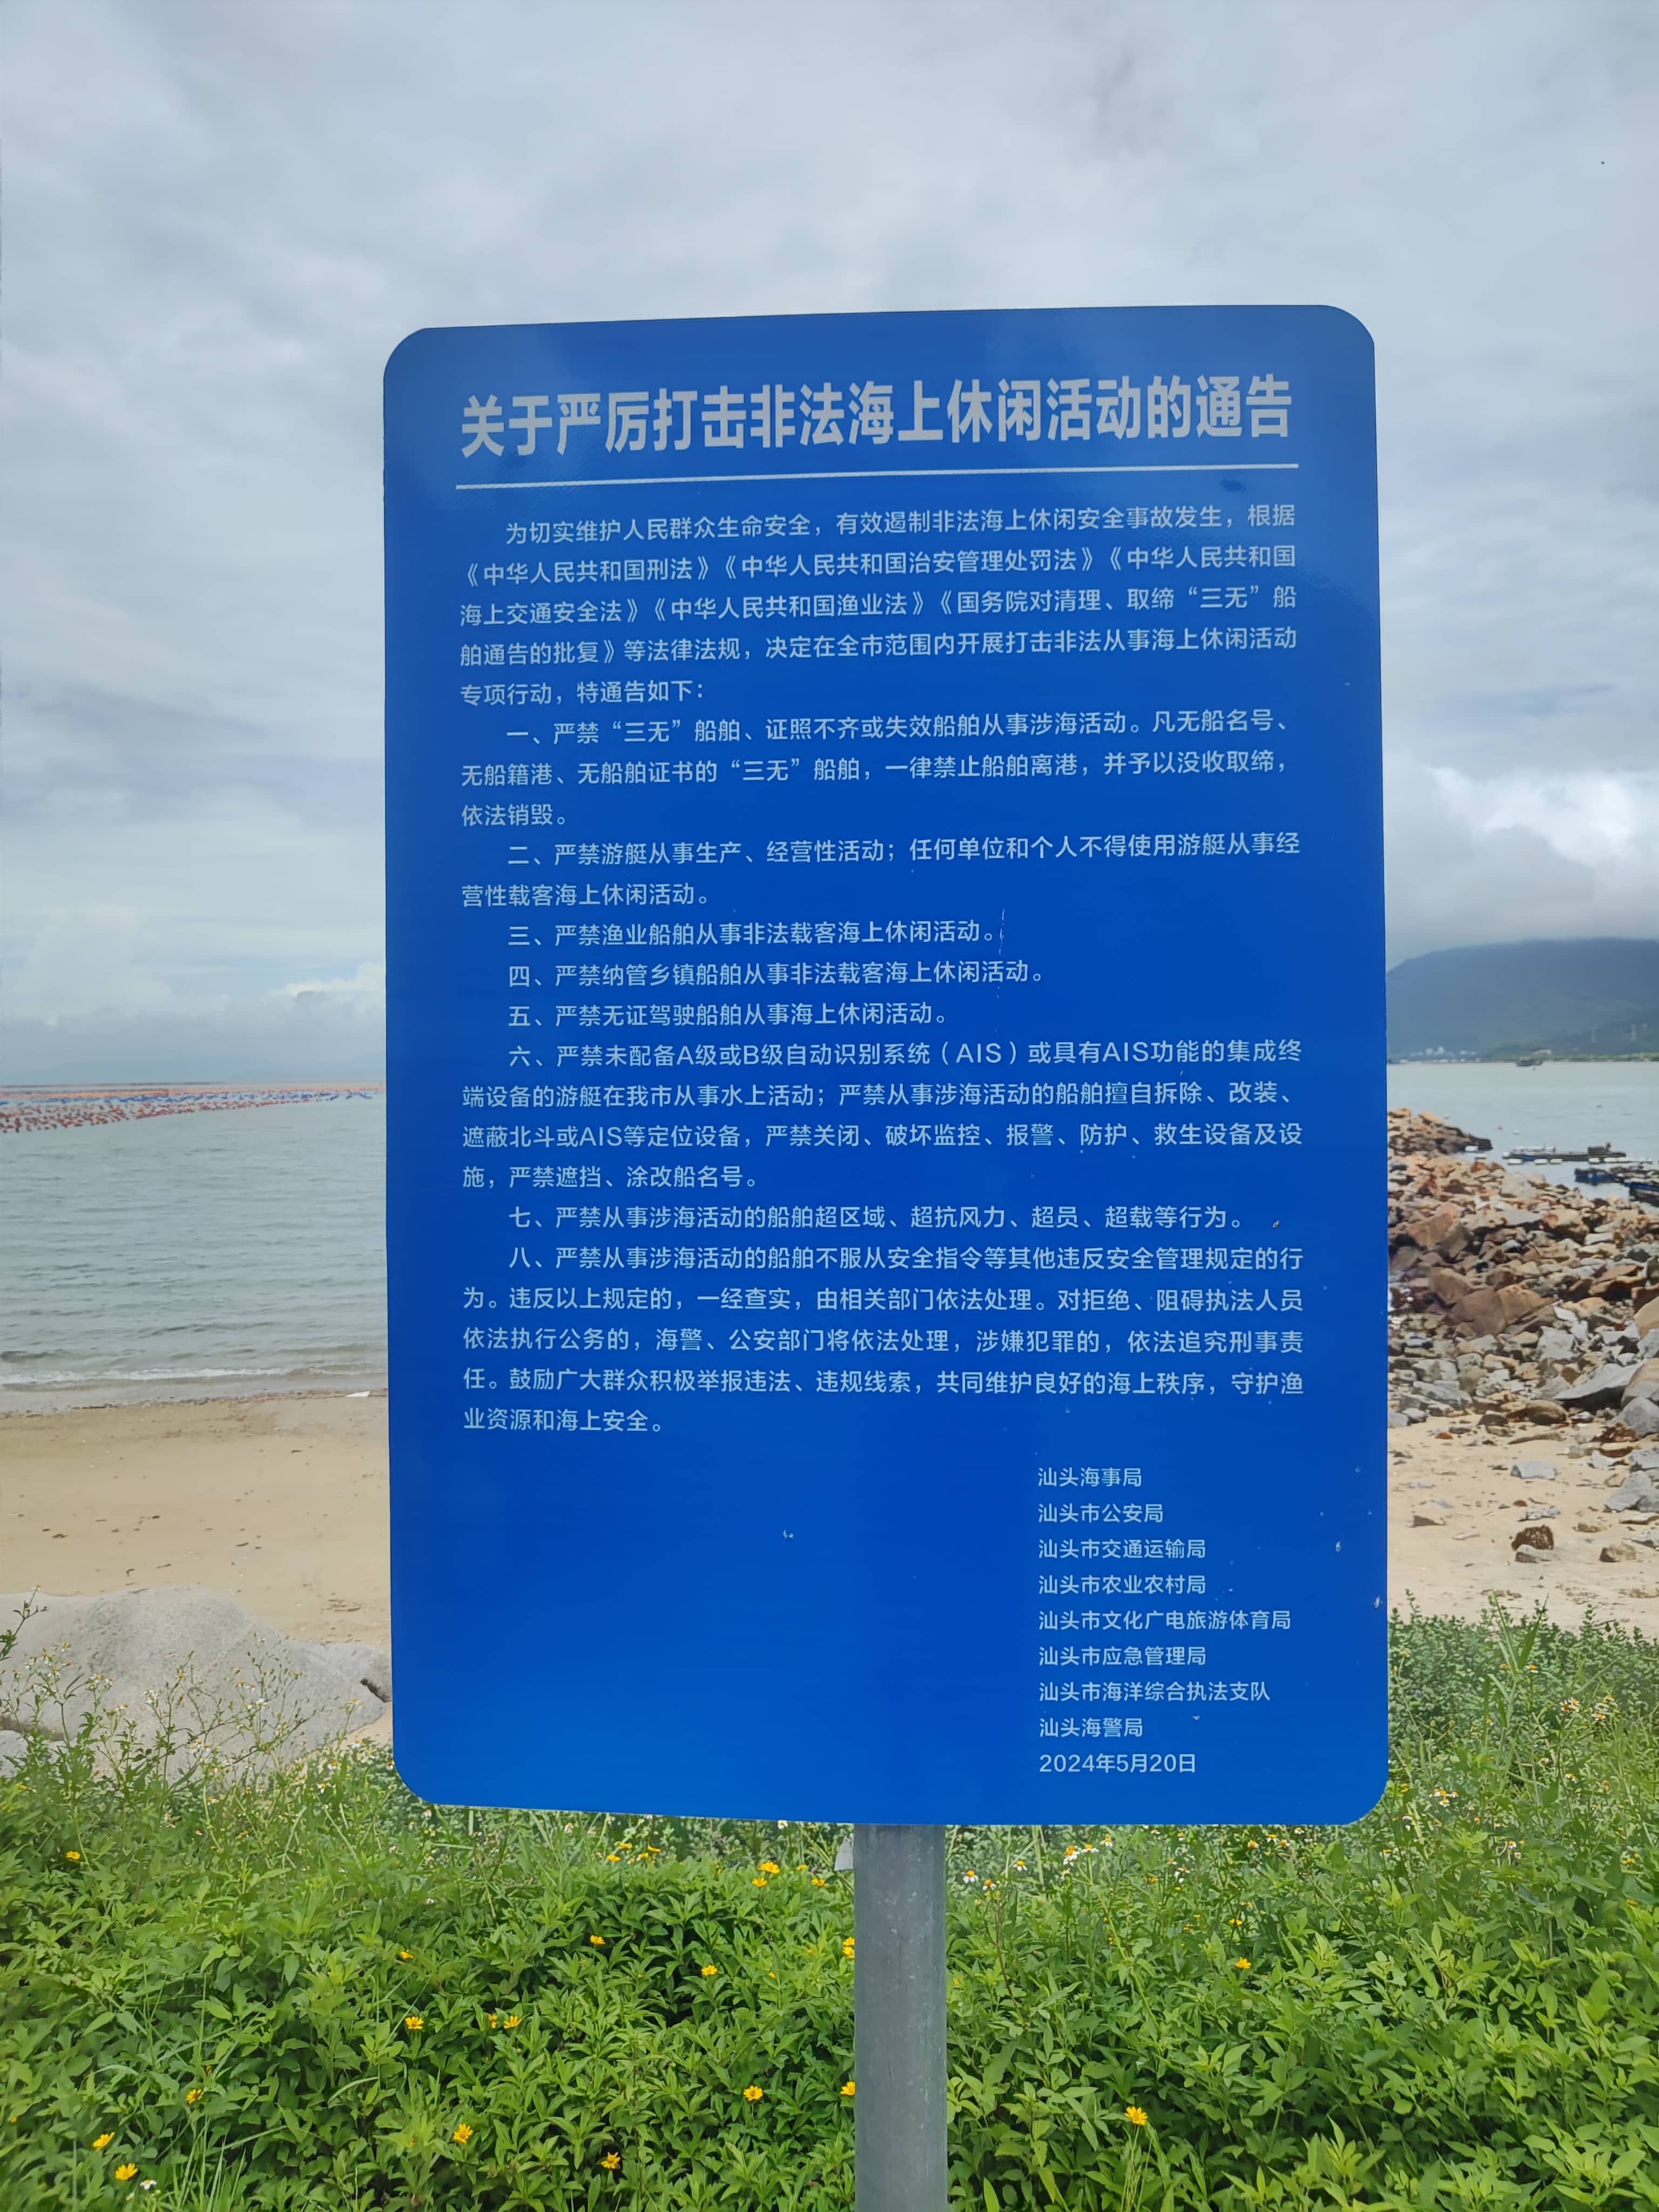 关于严厉打击非法海上休闲活动的通告
为切实维护人民群众生命安全，有效遏制非法海上休闲安全事故发生，根据
《中华人民共和国刑法》《中华人民共和国治安管理处罚法》《中华人民共和国
海上交通安全法》《中华人民共和国渔业法》《国务院对清理、取缔“三无”船
舶通告的批复》等法律法规，决定在全市范围内开展打击非法从事海上休闲活动
专项行动，特通告如下：
一、严禁“三无”船舶、证照不齐或失效船舶从事涉海活动。凡无船名号、
无船籍港、无船舶证书的“三无”船舶，一律禁止船舶离港，并予以没收取缔，
依法销毁。
二、严禁游艇从事生产、经营性活动；任何单位和个人不得使用游艇从事经
营性载客海上休闲活动。
三、严禁渔业船舶从事非法载客海上休闲活动。
四、严禁纳管乡镇船舶从事非法载客海上休闲活动。
五、严禁无证驾驶船舶从事海上休闲活动。
六、严禁未配备A级或B级自动识别系统（AIS）或具有AIS功能的集成终
端设备的游艇在我市从事水上活动；严禁从事涉海活动的船舶擅自拆除、改装、
遮蔽北斗或AIS等定位设备，严禁关闭、破坏监控、报警、防护、救生设备及设
施，严禁遮挡、涂改船名号。
七、严禁从事涉海活动的船舶超区域、超抗风力、超员、超载等行为。
八、严禁从事涉海活动的船舶不服从安全指令等其他违反安全管理规定的行
为。违反以上规定的，一经查实，由相关部门依法处理。对拒绝、阻碍执法人员
依法执行公务的，海警、公安部门将依法处理，涉嫌犯罪的，依法追究刑事责
任。鼓励广大群众积极举报违法、违规线索，共同维护良好的海上秩序，守护渔
业资源和海上安全。
汕头海事局
汕头市公安局
汕头市交通运输局
汕头市农业农村局
汕头市文化广电旅游体育局
汕头市应急管理局
汕头市海洋综合执法支队
汕头海警局
2024年5月20日